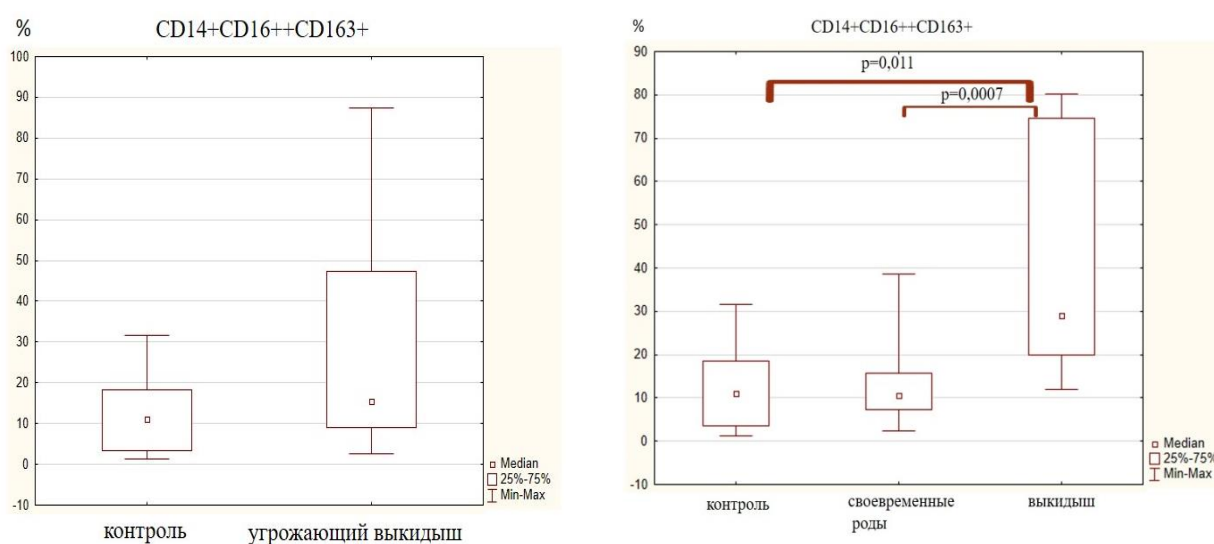 %
CD14+CD16++CD163+
100
90
80
70
60
50
40
30
20
10
0
-10
Median
25%-75%
Min-Max
контроль
угрожающий выкидыш
%
CD14+CD16++CD163+
p=0,011
p=0,0007
90
80
70
60
50
40
30
20
10
0
-10
Median
25%-75%
Min-Max
контроль
своевременные
роды
выкидыш